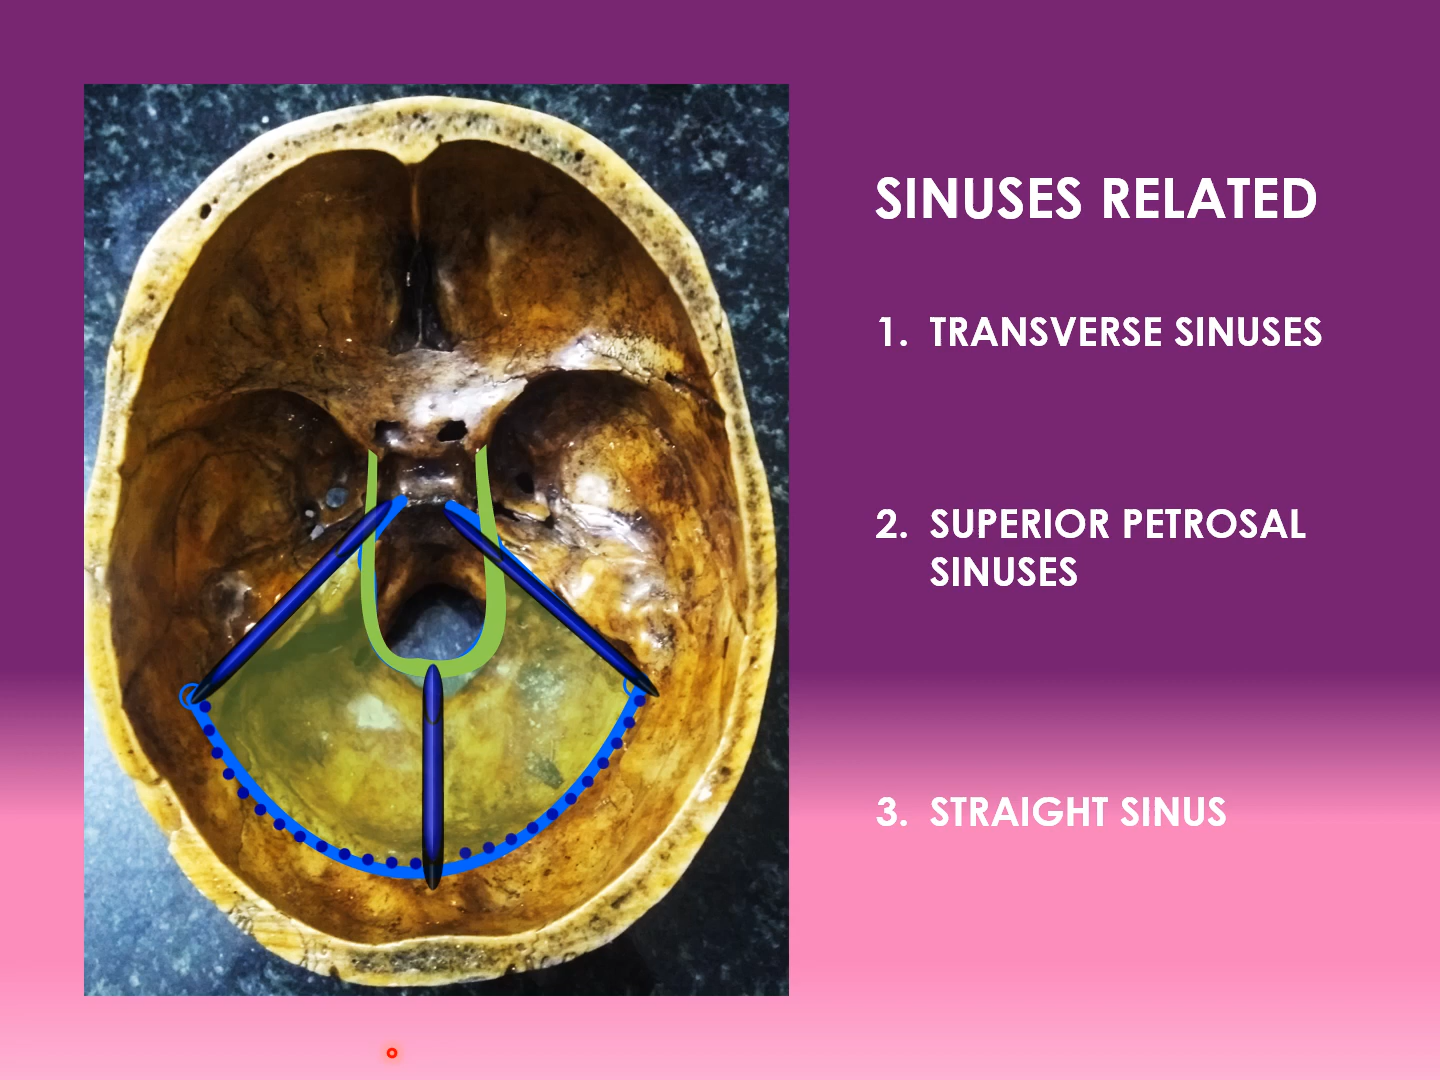 SINUSES RELATED
1. TRANSVERSE SINUSES
2. SUPERIOR PETROSAL
SINUSES
3. STRAIGHT SINUS